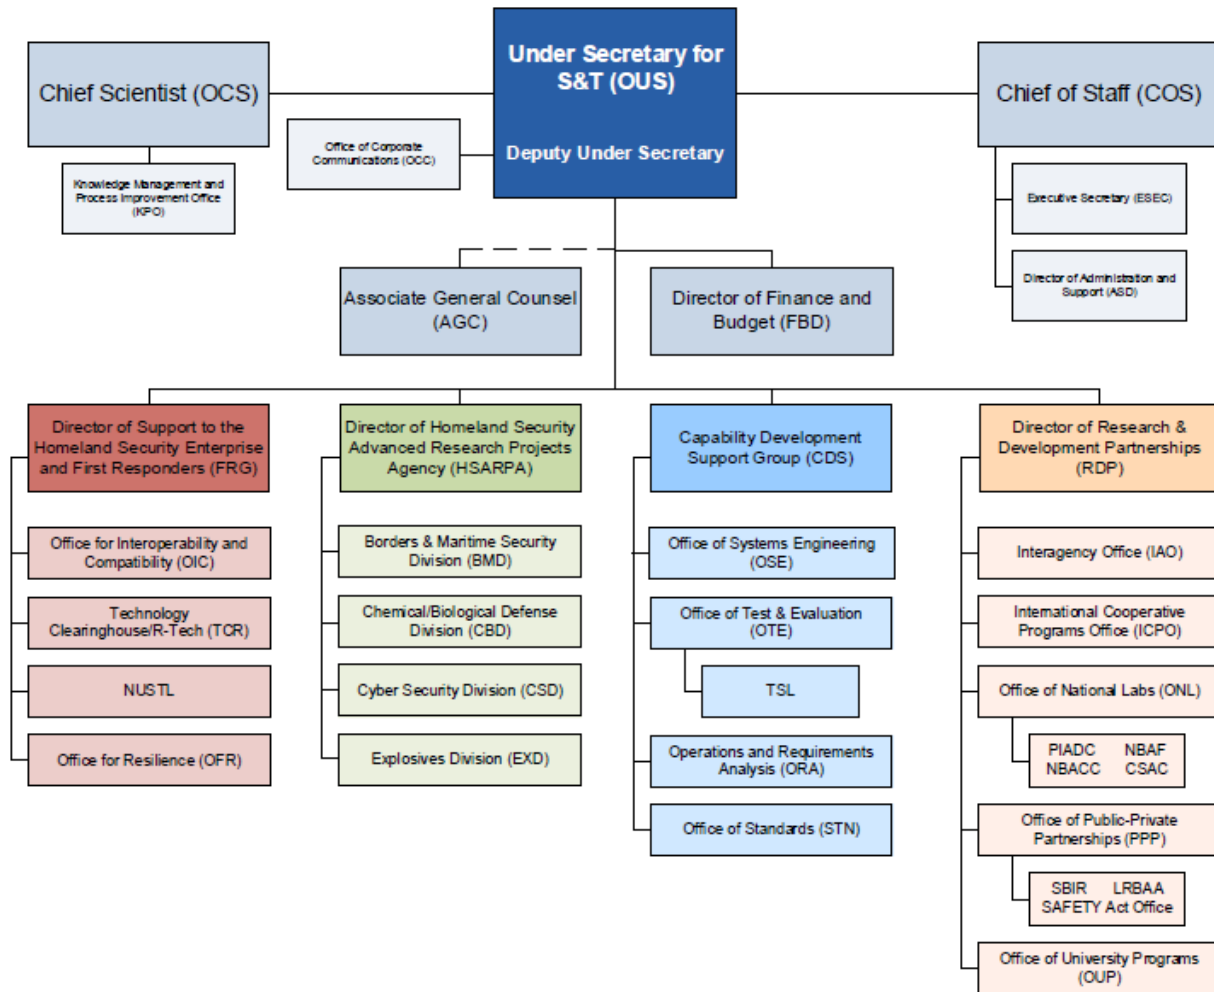 Under Secretary for
S&T (OUS)
Deputy Under Secretary
Chief Scientist (OCS)
Chief of Staff (COS)
Office of Corporate
Communications (OCC)
Knowledge Management and
Process Improvement Office
(KPO)
Executive Secretary (ESEC)
Director of Administration and
Support (ASD)
Associate General Counsel
(AGC)
Director of Finance and
Budget (FBD)
Director of Support to the
Homeland Security Enterprise
and First Responders (FRG)
Office for Interoperability and
Compatibility (OIC)
Technology
Clearinghouse/R-Tech (TCR)
NUSTL
Office for Resilience (OFR)
Director of Homeland Security
Advanced Research Projects
Agency (HSARPA)
Borders & Maritime Security
Division (BMD)
Chemical/Biological Defense
Division (CBD)
Cyber Security Division (CSD)
Explosives Division (EXD)
Capability Development
Support Group (CDS)
Office of Systems Engineering
(OSE)
Office of Test & Evaluation
(OTE)
TSL
Operations and Requirements
Analysis (ORA)
Office of Standards (STN)
Director of Research &
Development Partnerships
(RDP)
Interagency Office (IAO)
International Cooperative
Programs Office (ICPO)
Office of National Labs (ONL)
PIADC NBAF
NBACC CSAC
Office of Public-Private
Partnerships (PPP)
SBIR LRBAA
SAFETY Act Office
Office of University Programs
(OUP)